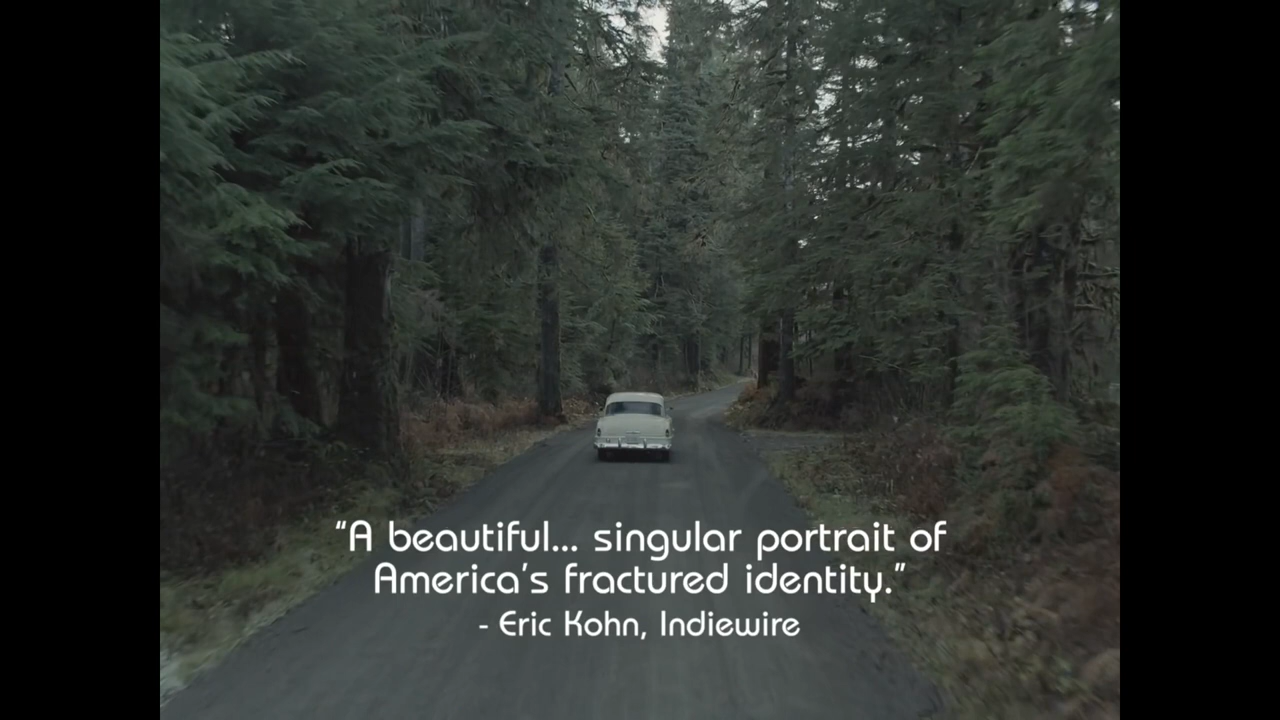 “A beautiful... singular portrait of
America’s fractured identity.”
- Eric Kohn, Indiewire